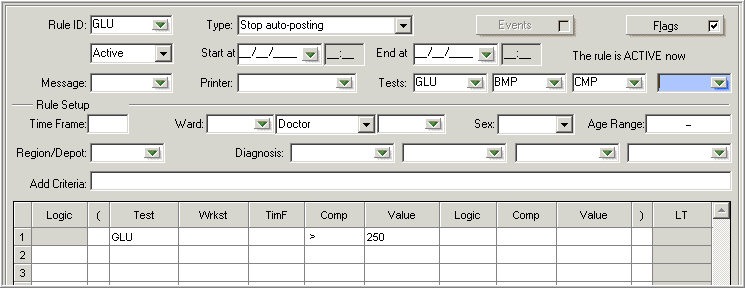 Rule ID: GLU Type: Stop auto-posting Events Flags
Active Start at __/__/____ __:__ End at __/__/____ __:__ The rule is ACTIVE now
Message: Printer: Tests: GLU BMP CMP
Rule Setup
Time Frame: Ward: Doctor Sex: Age Range: –
Region/Depot: Diagnosis:
Add Criteria:
Logic ( Test Wrkst TimF Comp Value Logic Comp Value ) LT
1 GLU > 250
2
3